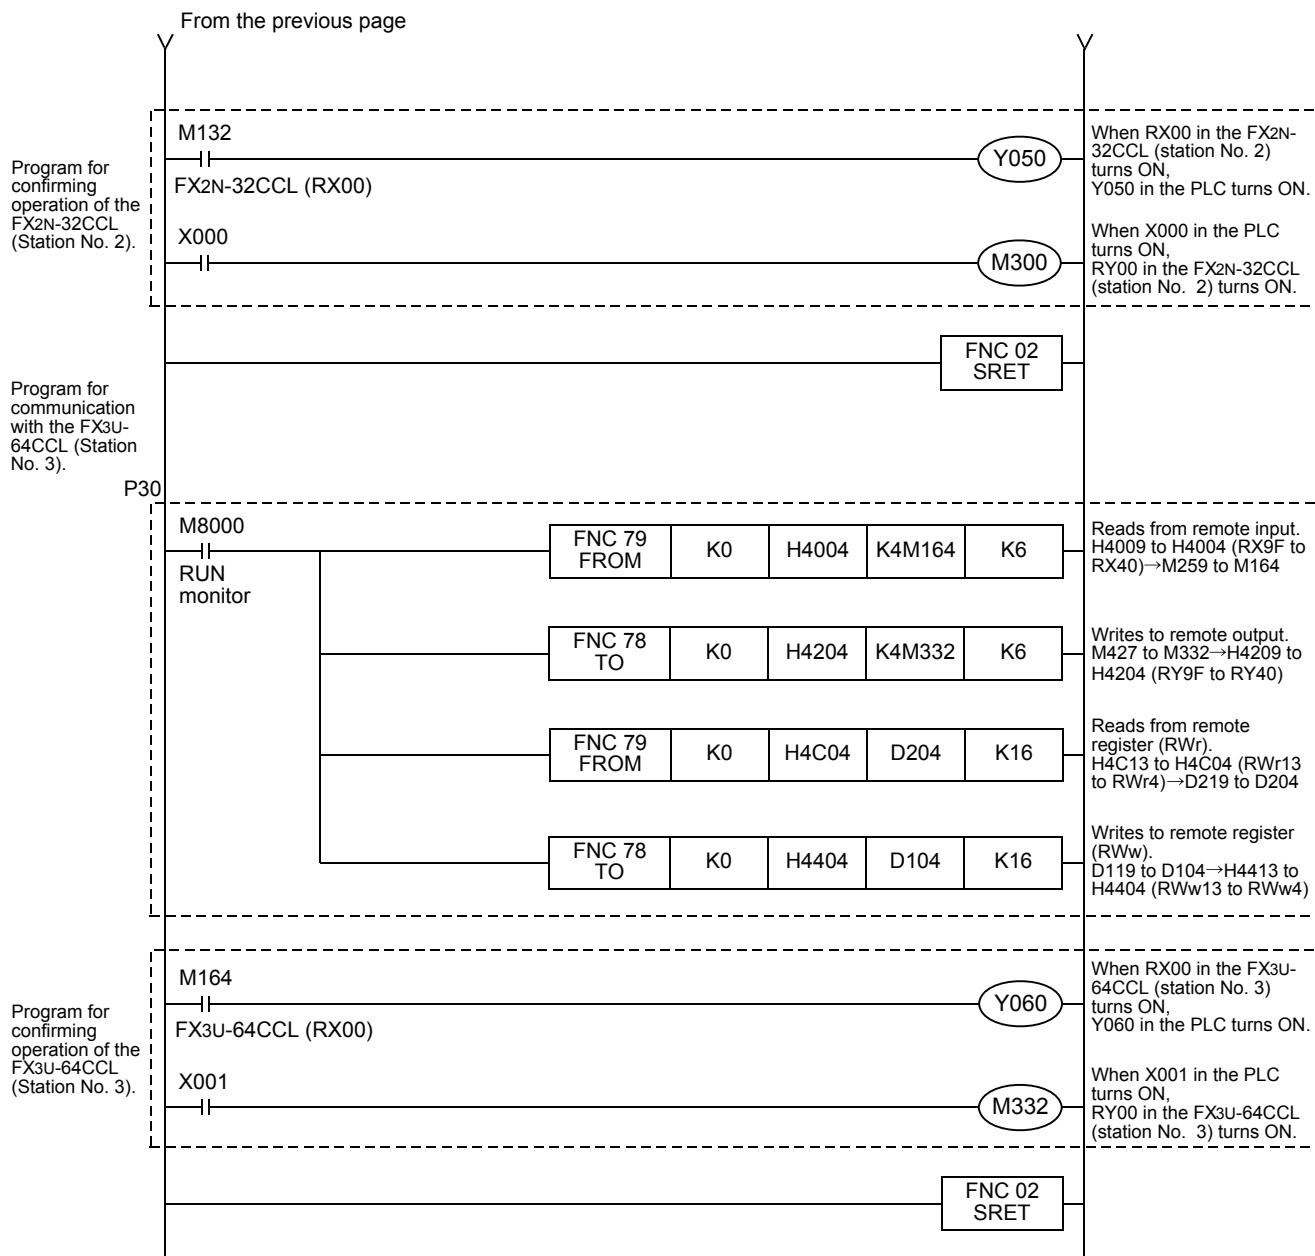 From the previous page
Program for
confirming
operation of the
FX2N-32CCL
(Station No. 2).
M132
FX2N-32CCL (RX00)
Y050
When RX00 in the FX2N-
32CCL (station No. 2)
turns ON,
Y050 in the PLC turns ON.
X000
M300
When X000 in the PLC
turns ON,
RY00 in the FX2N-32CCL
(station No. 2) turns ON.
FNC 02
SRET
Program for
communication
with the FX3U-
64CCL (Station
No. 3).
P30
M8000
RUN
monitor
FNC 79
FROM
K0
H4004
K4M164
K6
Reads from remote input.
H4009 to H4004 (RX9F to
RX40)→M259 to M164
FNC 78
TO
K0
H4204
K4M332
K6
Writes to remote output.
M427 to M332→H4209 to
H4204 (RY9F to RY40)
FNC 79
FROM
K0
H4C04
D204
K16
Reads from remote
register (RWr).
H4C13 to H4C04 (RWr13
to RWr4)→D219 to D204
FNC 78
TO
K0
H4404
D104
K16
Writes to remote register
(RWw).
D119 to D104→H4413 to
H4404 (RWw13 to RWw4)
Program for
confirming
operation of the
FX3U-64CCL
(Station No. 3).
M164
FX3U-64CCL (RX00)
Y060
When RX00 in the FX3U-
64CCL (station No. 3)
turns ON,
Y060 in the PLC turns ON.
X001
M332
When X001 in the PLC
turns ON,
RY00 in the FX3U-64CCL
(station No. 3) turns ON.
FNC 02
SRET